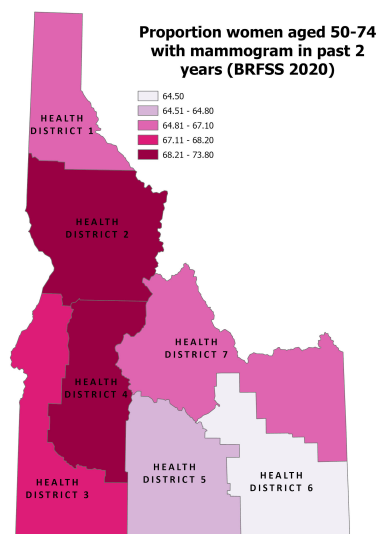 Proportion women aged 50-74
with mammogram in past 2
years (BRFSS 2020)
64.50
64.51 - 64.80
64.81 - 67.10
67.11 - 68.20
68.21 - 73.80
HEALTH
DISTRICT 1
HEALTH
DISTRICT 2
HEALTH
DISTRICT 7
HEALTH
DISTRICT 4
HEALTH
DISTRICT 3
HEALTH
DISTRICT 5
HEALTH
DISTRICT 6